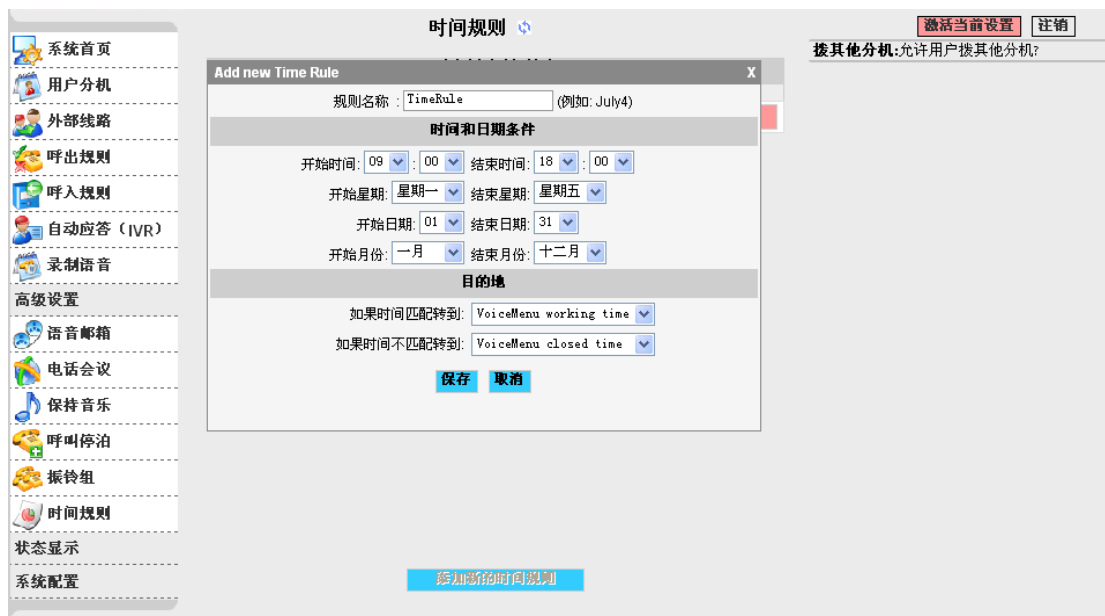 时间规则
激活当前设置 注销
拨其他分机:允许用户拨其他分机?
系统首页
用户分机
外部线路
呼出规则
呼入规则
自动应答（IVR）
录制语音
高级设置
语音邮箱
电话会议
保持音乐
呼叫停泊
振铃组
时间规则
状态显示
系统配置
Add new Time Rule X
规则名称 : TimeRule (例如: July4)
时间和日期条件
开始时间: 09 : 00 结束时间: 18 : 00
开始星期: 星期一 结束星期: 星期五
开始日期: 01 结束日期: 31
开始月份: 一月 结束月份: 十二月
目的地
如果时间匹配转到: VoiceMenu working time
如果时间不匹配转到: VoiceMenu closed time
保存 取消
添加新的时间规则